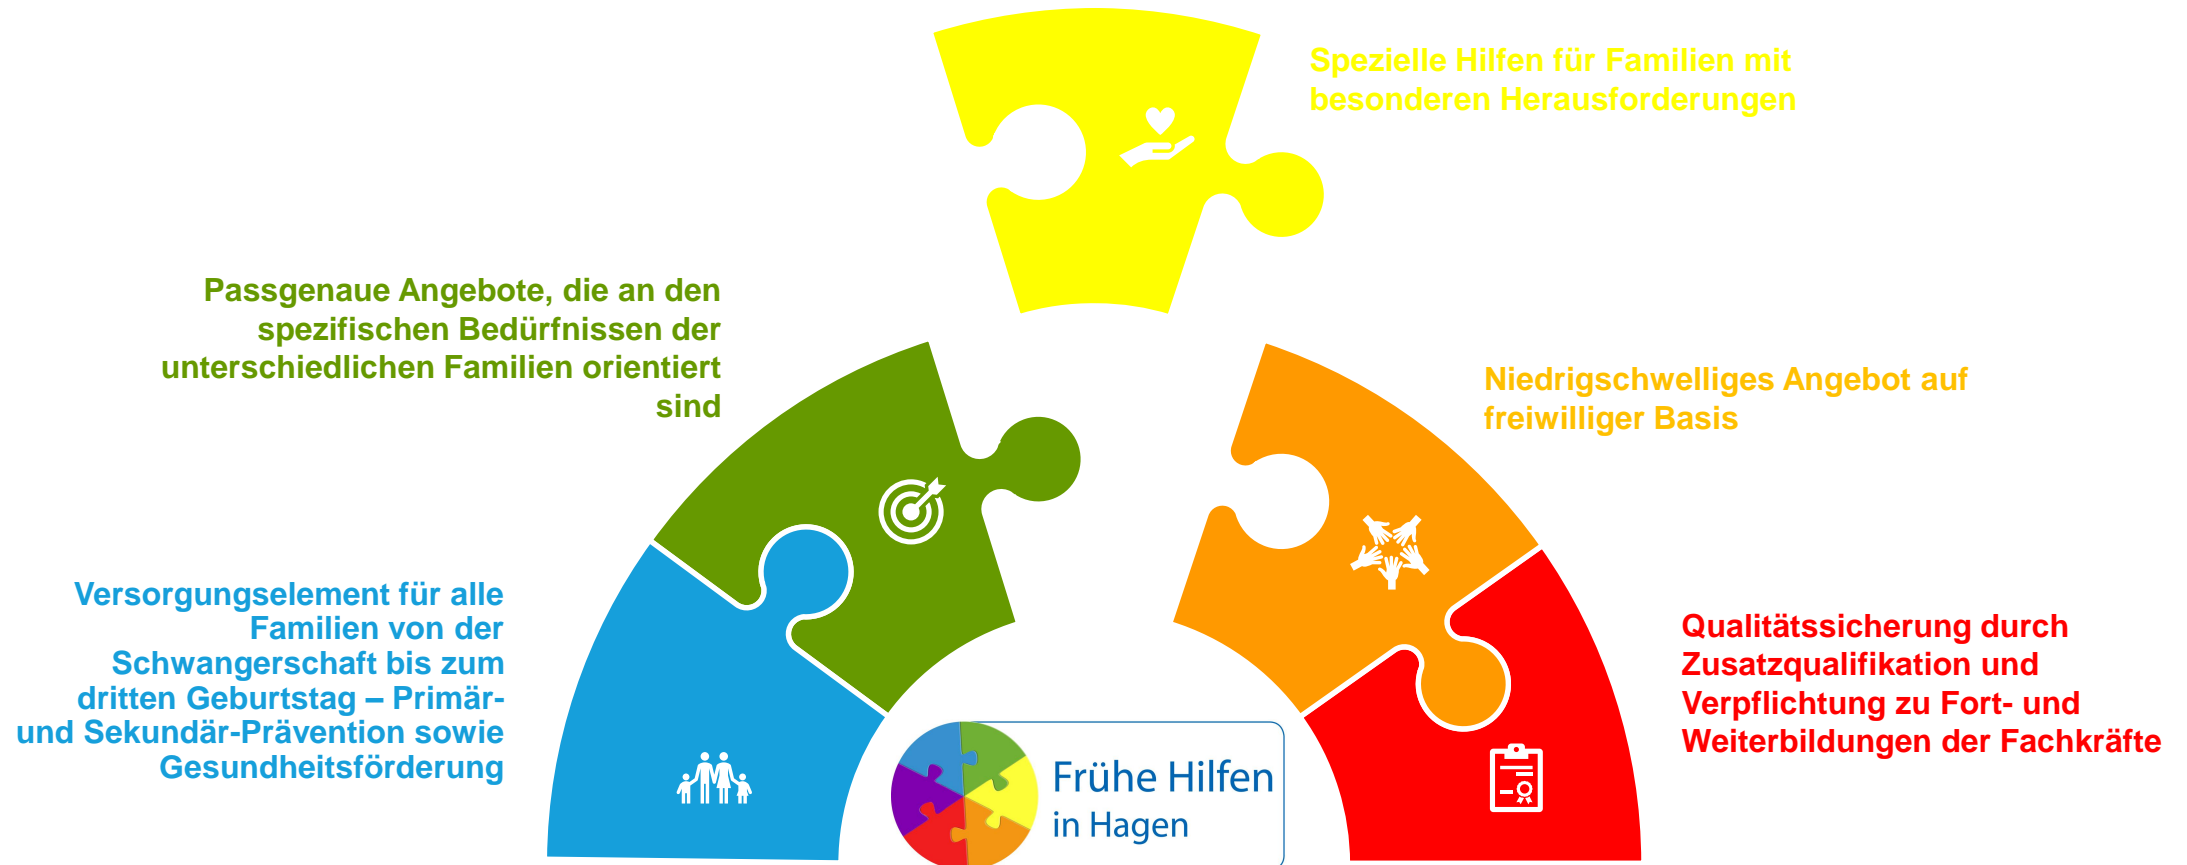 Spezielle Hilfen für Familien mit
besonderen Herausforderungen
Passgenaue Angebote, die an den
spezifischen Bedürfnissen der
unterschiedlichen Familien orientiert
sind
Niedrigschwelliges Angebot auf
freiwilliger Basis
Versorgungselement für alle
Familien von der
Schwangerschaft bis zum
dritten Geburtstag – Primär-
und Sekundär-Prävention sowie
Gesundheitsförderung
Qualitätssicherung durch
Zusatzqualifikation und
Verpflichtung zu Fort- und
Weiterbildungen der Fachkräfte
Frühe Hilfen
in Hagen